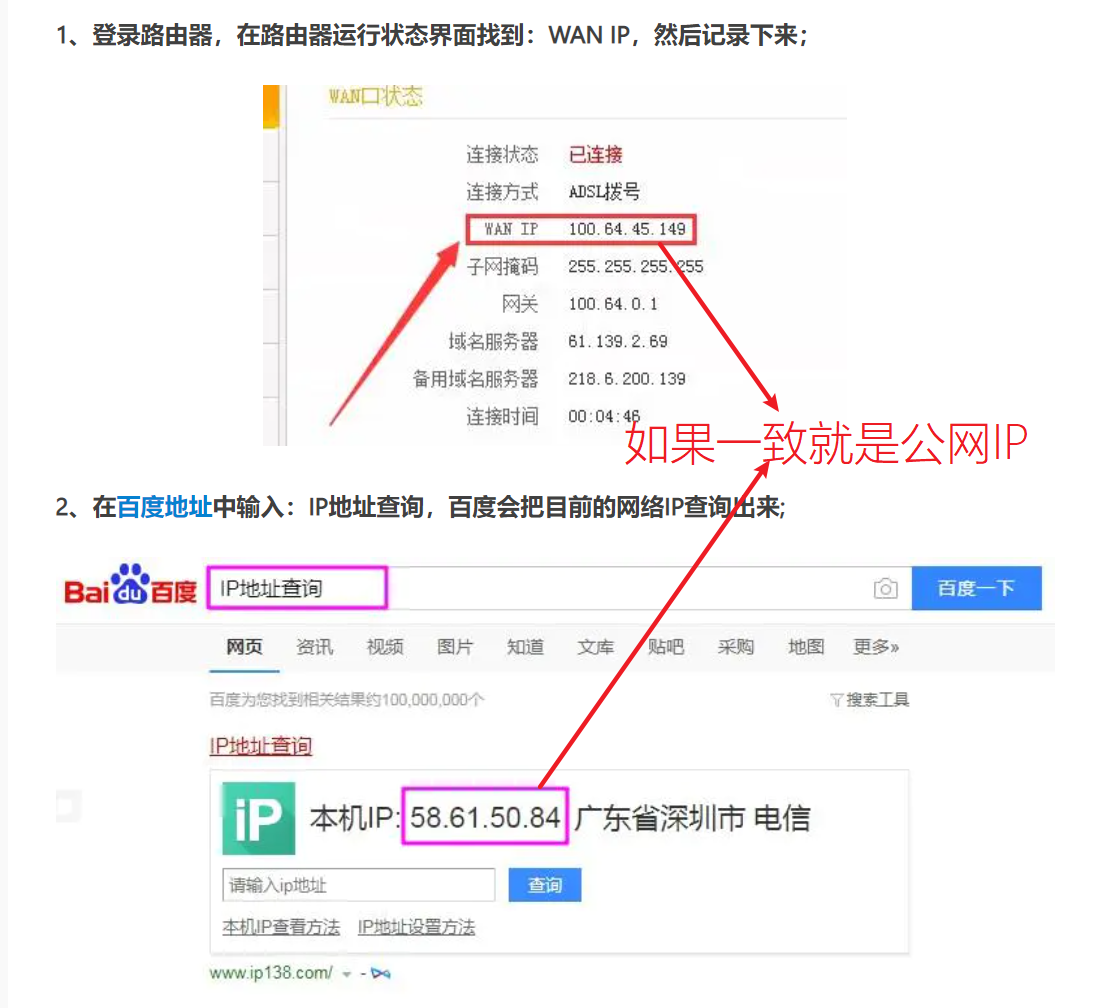 1、登录路由器，在路由器运行状态界面找到：WAN IP，然后记录下来；
WAN口状态
连接状态 已连接
连接方式 ADSL拨号
WAN IP 100.64.45.149
子网掩码 255.255.255.255
网关 100.64.0.1
域名服务器 61.139.2.69
备用域名服务器 218.6.200.139
连接时间 00:04:46
如果一致就是公网IP
2、在百度地址中输入：IP地址查询，百度会把目前的网络IP查询出来;
Bai du 百度 IP地址查询 百度一下
网页 资讯 视频 图片 知道 文库 贴吧 采购 地图 更多»
百度为您找到相关结果约100,000,000个 搜索工具
IP地址查询
iP 本机IP: 58.61.50.84 广东省深圳市 电信
请输入ip地址 查询
本机IP查看方法 IP地址设置方法
www.ip138.com/ -